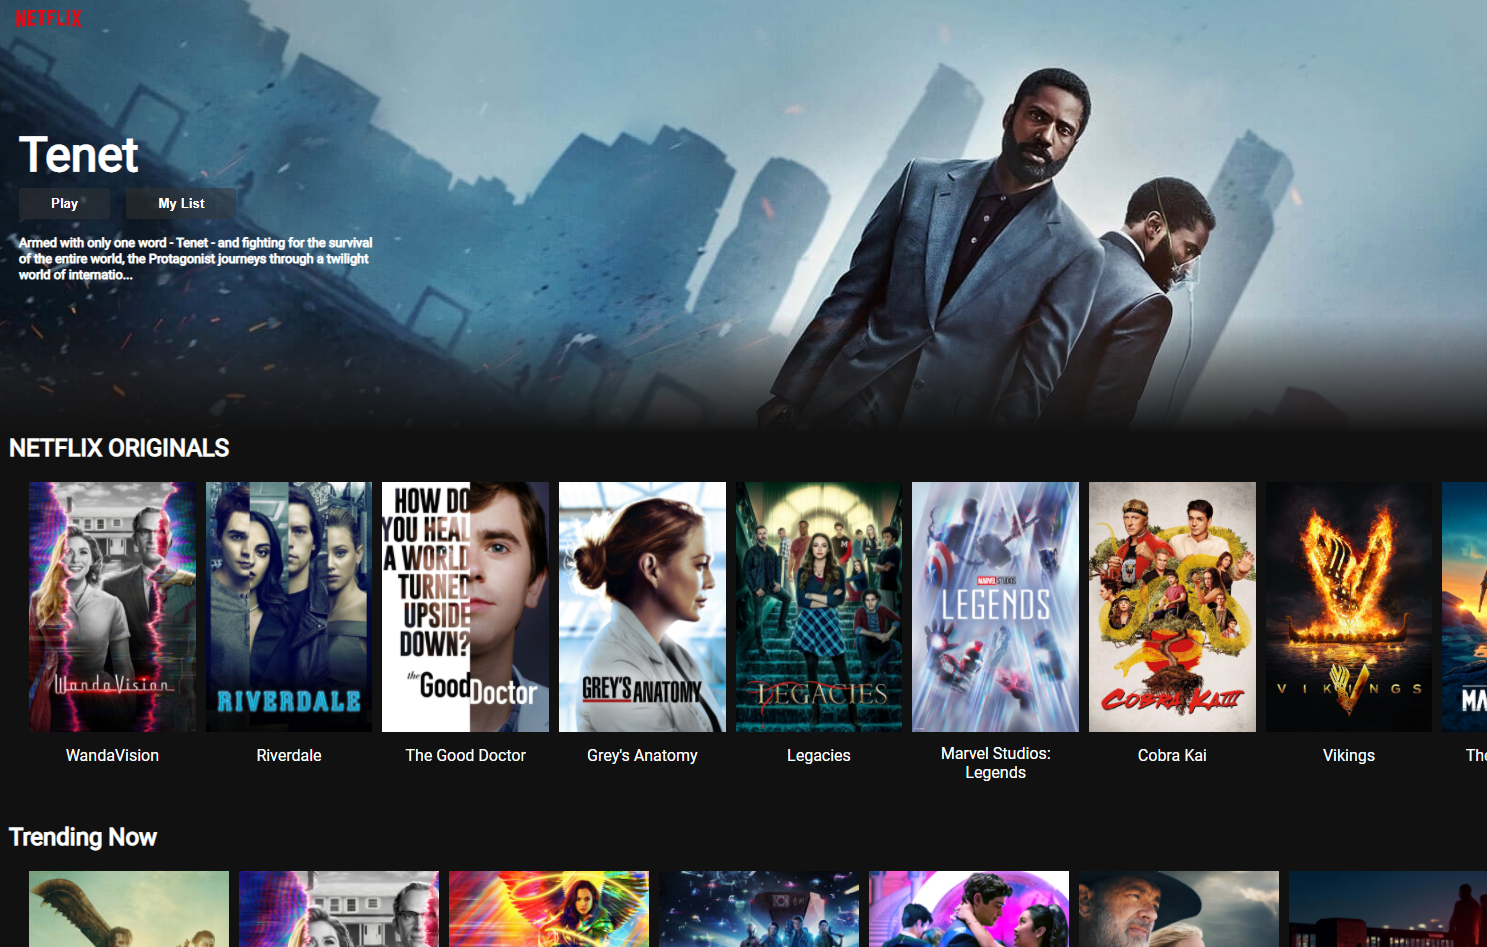 NETFLIX
Tenet
Play
My List
Armed with only one word - Tenet - and fighting for the survival
of the entire world, the Protagonist journeys through a twilight
world of internatio...
NETFLIX ORIGINALS
WandaVision
RIVERDALE
HOW DO
YOU HEAL
A WORLD
TURNED
UPSIDE
DOWN?
the Good Doctor
GREY'S ANATOMY
M
LEGACIES
MARVEL STUDIOS
LEGENDS
COBRA KAI III
VIKINGS
MA
WandaVision
Riverdale
The Good Doctor
Grey's Anatomy
Legacies
Marvel Studios:
Legends
Cobra Kai
Vikings
The
Trending Now